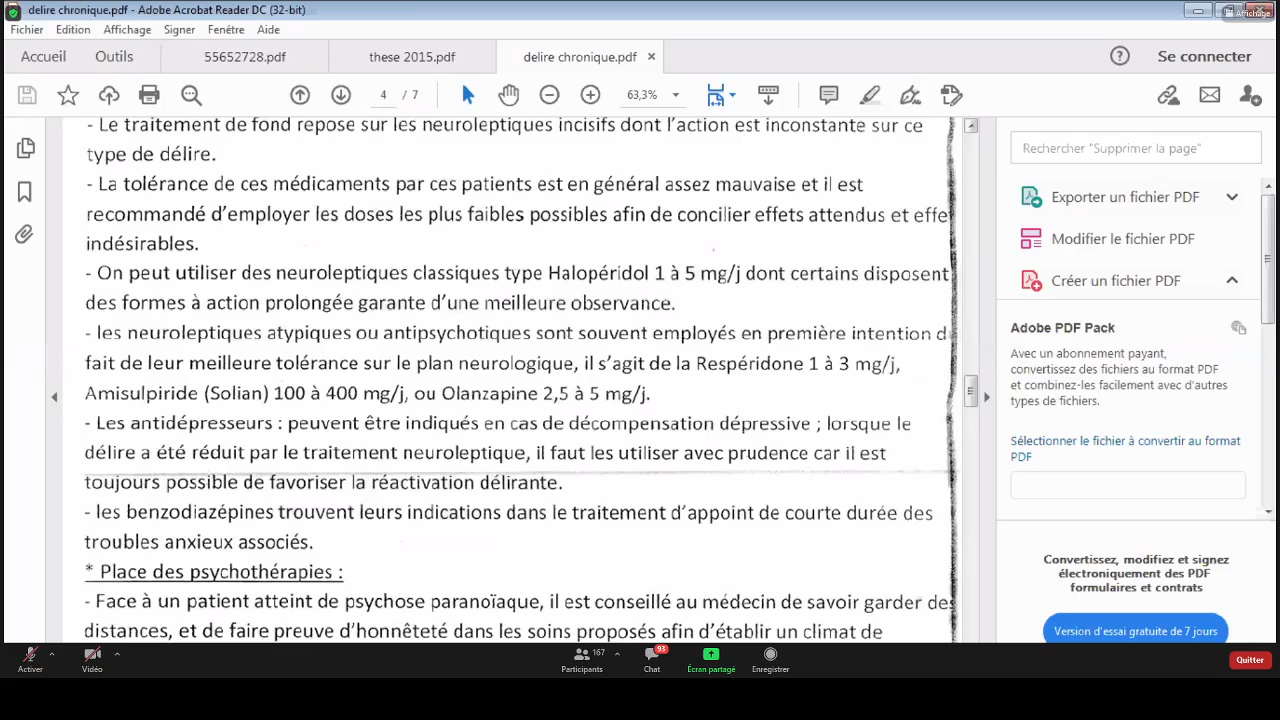 delire chronique.pdf - Adobe Acrobat Reader DC (32-bit)
Affichage
Fichier Edition Affichage Signer Fenêtre Aide
Accueil Outils 55652728.pdf these 2015.pdf delire chronique.pdf × ? Se connecter
4 / 7 63,3%
- Le traitement de fond repose sur les neuroleptiques incisifs dont l'action est inconstante sur ce
type de délire.
- La tolérance de ces médicaments par ces patients est en général assez mauvaise et il est
recommandé d'employer les doses les plus faibles possibles afin de concilier effets attendus et effe
indésirables.
- On peut utiliser des neuroleptiques classiques type Halopéridol 1 à 5 mg/j dont certains disposent
des formes à action prolongée garante d'une meilleure observance.
- les neuroleptiques atypiques ou antipsychotiques sont souvent employés en première intention d
fait de leur meilleure tolérance sur le plan neurologique, il s'agit de la Respéridone 1 à 3 mg/j,
Amisulpiride (Solian) 100 à 400 mg/j, ou Olanzapine 2,5 à 5 mg/j.
- Les antidépresseurs : peuvent être indiqués en cas de décompensation dépressive ; lorsque le
délire a été réduit par le traitement neuroleptique, il faut les utiliser avec prudence car il est
toujours possible de favoriser la réactivation délirante.
- les benzodiazépines trouvent leurs indications dans le traitement d'appoint de courte durée des
troubles anxieux associés.
* Place des psychothérapies :
- Face à un patient atteint de psychose paranoïaque, il est conseillé au médecin de savoir garder des
distances, et de faire preuve d'honnêteté dans les soins proposés afin d'établir un climat de
Rechercher "Supprimer la page"
Exporter un fichier PDF
Modifier le fichier PDF
Créer un fichier PDF
Adobe PDF Pack
Avec un abonnement payant,
convertissez des fichiers au format PDF
et combinez-les facilement avec d'autres
types de fichiers.
Sélectionner le fichier à convertir au format
PDF
Convertissez, modifiez et signez
électroniquement des PDF
formulaires et contrats
Version d'essai gratuite de 7 jours
Activer Vidéo Participants 167 Chat 93 Écran partagé Enregistrer Quitter